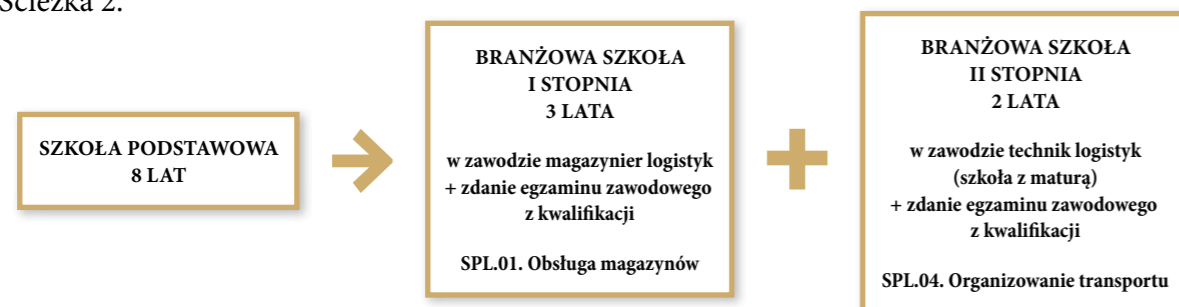 Ścieżka 2.
SZKOŁA PODSTAWOWA
8 LAT
BRANŻOWA SZKOŁA
I STOPNIA
3 LATA
w zawodzie magazynier logistyk
+ zdanie egzaminu zawodowego
z kwalifikacji
SPL.01. Obsługa magazynów
BRANŻOWA SZKOŁA
II STOPNIA
2 LATA
w zawodzie technik logistyk
(szkoła z maturą)
+ zdanie egzaminu zawodowego
z kwalifikacji
SPL.04. Organizowanie transportu